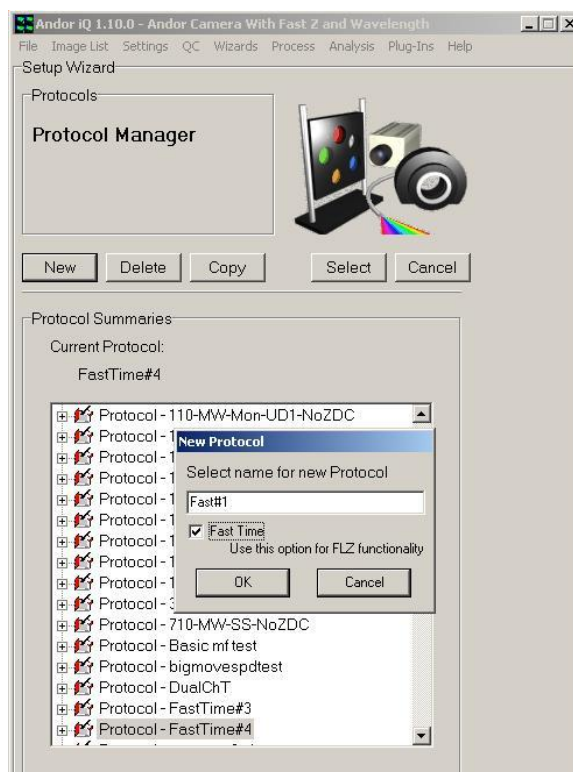 Andor iQ 1.10.0 - Andor Camera With Fast Z and Wavelength
File Image List Settings QC Wizards Process Analysis Plug-Ins Help
Setup Wizard
Protocols
Protocol Manager
New Delete Copy Select Cancel
Protocol Summaries
Current Protocol:
FastTime#4
Protocol - 110-MW-Mon-UD1-NoZDC
Protocol - 1
Protocol - 1
Protocol - 1
Protocol - 1
Protocol - 1
Protocol - 1
Protocol - 1
Protocol - 1
Protocol - 3
New Protocol
Select name for new Protocol
Fast#1
Fast Time
Use this option for FLZ functionality
OK Cancel
Protocol - 710-MW-SS-NoZDC
Protocol - Basic mf test
Protocol - bigmovespdtest
Protocol - DualChT
Protocol - FastTime#3
Protocol - FastTime#4